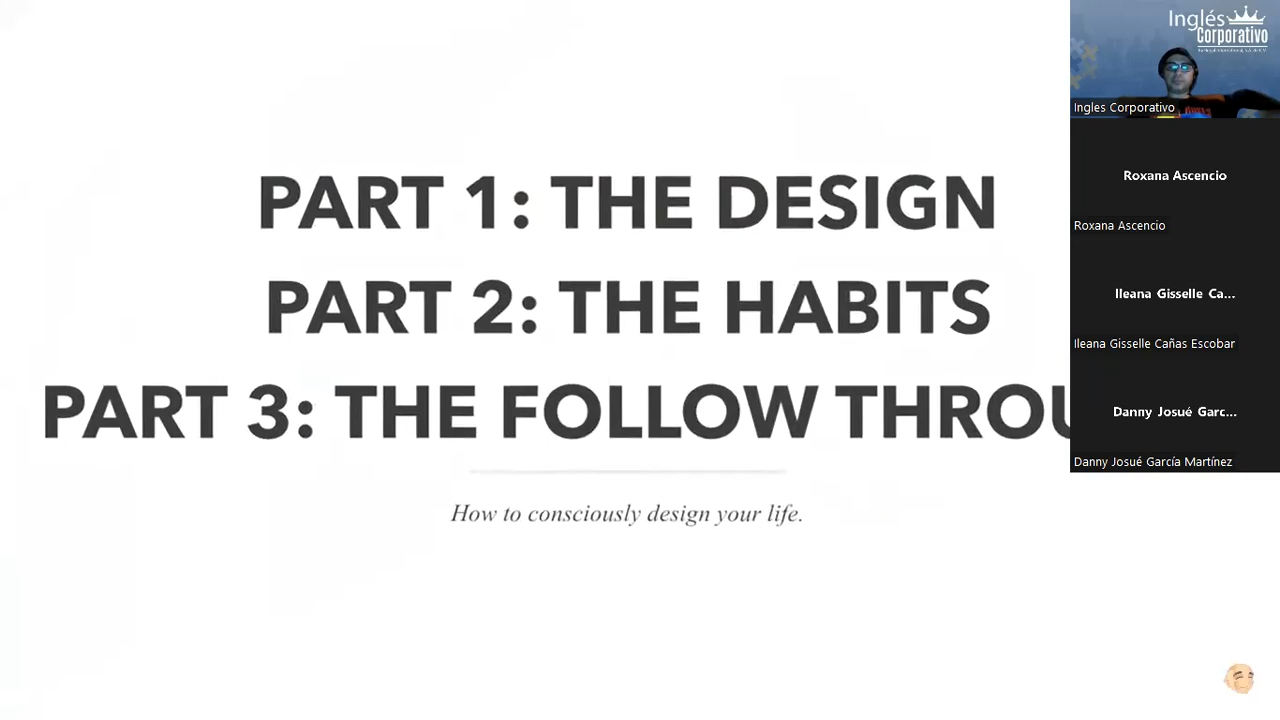 PART 1: THE DESIGN
PART 2: THE HABITS
PART 3: THE FOLLOW THROU
How to consciously design your life.
Inglés
Corporativo
Ingles Corporativo
Roxana Ascencio
Roxana Ascencio
Ileana Gisselle Ca...
Ileana Gisselle Cañas Escobar
Danny Josué Garc...
Danny Josué García Martínez